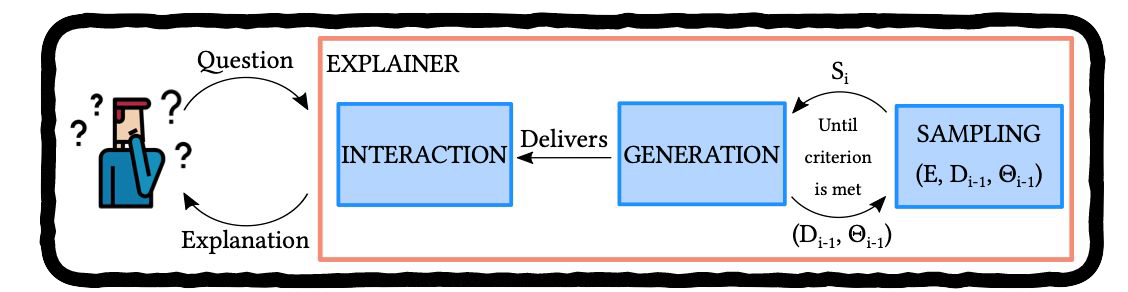 ? ? ? ?
Question
Explanation
EXPLAINER
INTERACTION
Delivers
GENERATION
Sᵢ
Until
criterion
is met
(Dᵢ₋₁, Θᵢ₋₁)
SAMPLING
(E, Dᵢ₋₁, Θᵢ₋₁)